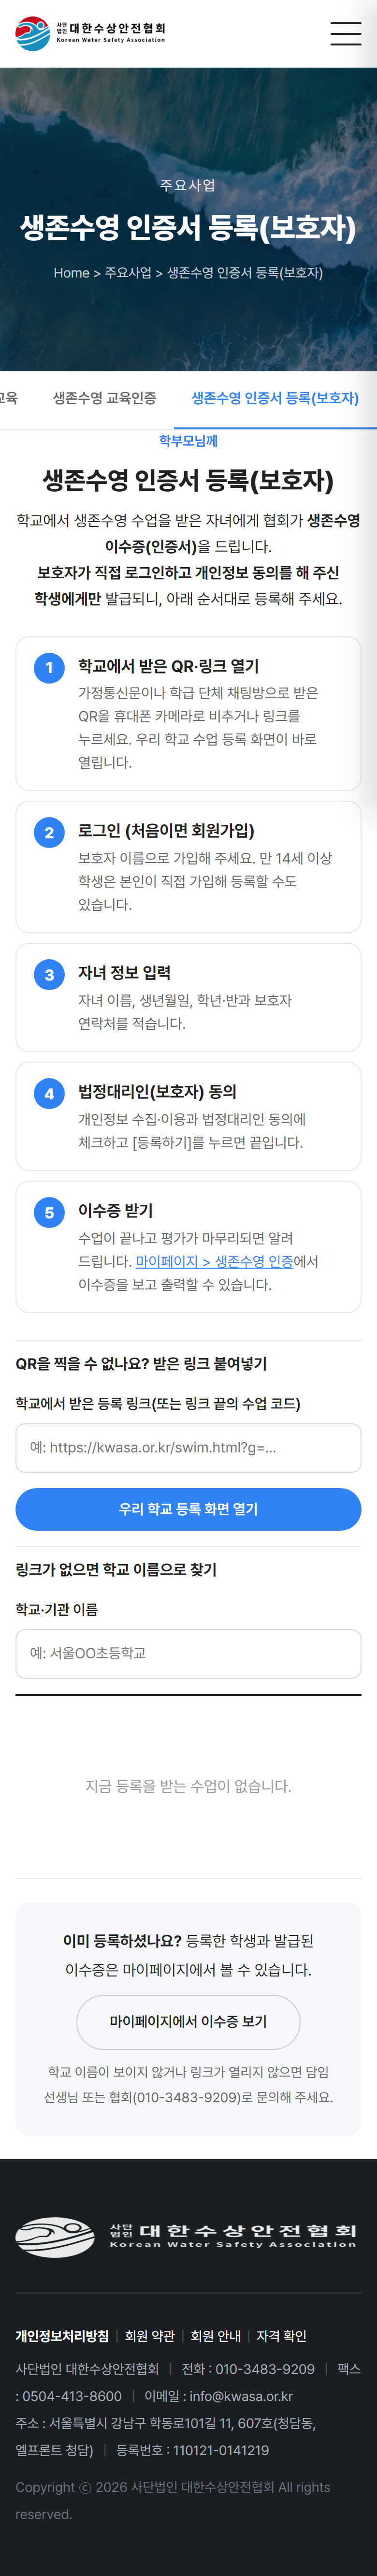 사단법인 대한수상안전협회
Korean Water Safety Association
주요사업
생존수영 인증서 등록(보호자)
Home > 주요사업 > 생존수영 인증서 등록(보호자)
교육 생존수영 교육인증 생존수영 인증서 등록(보호자)
학부모님께
생존수영 인증서 등록(보호자)
학교에서 생존수영 수업을 받은 자녀에게 협회가 생존수영
이수증(인증서)을 드립니다.
보호자가 직접 로그인하고 개인정보 동의를 해 주신
학생에게만 발급되니, 아래 순서대로 등록해 주세요.
1 학교에서 받은 QR·링크 열기
가정통신문이나 학급 단체 채팅방으로 받은
QR을 휴대폰 카메라로 비추거나 링크를
누르세요. 우리 학교 수업 등록 화면이 바로
열립니다.
2 로그인 (처음이면 회원가입)
보호자 이름으로 가입해 주세요. 만 14세 이상
학생은 본인이 직접 가입해 등록할 수도
있습니다.
3 자녀 정보 입력
자녀 이름, 생년월일, 학년·반과 보호자
연락처를 적습니다.
4 법정대리인(보호자) 동의
개인정보 수집·이용과 법정대리인 동의에
체크하고 [등록하기]를 누르면 끝입니다.
5 이수증 받기
수업이 끝나고 평가가 마무리되면 알려
드립니다. 마이페이지 > 생존수영 인증에서
이수증을 보고 출력할 수 있습니다.
QR을 찍을 수 없나요? 받은 링크 붙여넣기
학교에서 받은 등록 링크(또는 링크 끝의 수업 코드)
예: https://kwasa.or.kr/swim.html?g=...
우리 학교 등록 화면 열기
링크가 없으면 학교 이름으로 찾기
학교·기관 이름
예: 서울OO초등학교
지금 등록을 받는 수업이 없습니다.
이미 등록하셨나요? 등록한 학생과 발급된
이수증은 마이페이지에서 볼 수 있습니다.
마이페이지에서 이수증 보기
학교 이름이 보이지 않거나 링크가 열리지 않으면 담임
선생님 또는 협회(010-3483-9209)로 문의해 주세요.
사단법인 대한수상안전협회
Korean Water Safety Association
개인정보처리방침 | 회원 약관 | 회원 안내 | 자격 확인
사단법인 대한수상안전협회 | 전화 : 010-3483-9209 | 팩스
: 0504-413-8600 | 이메일 : info@kwasa.or.kr
주소 : 서울특별시 강남구 학동로101길 11, 607호(청담동,
엘프론트 청담) | 등록번호 : 110121-0141219
Copyright ⓒ 2026 사단법인 대한수상안전협회 All rights
reserved.